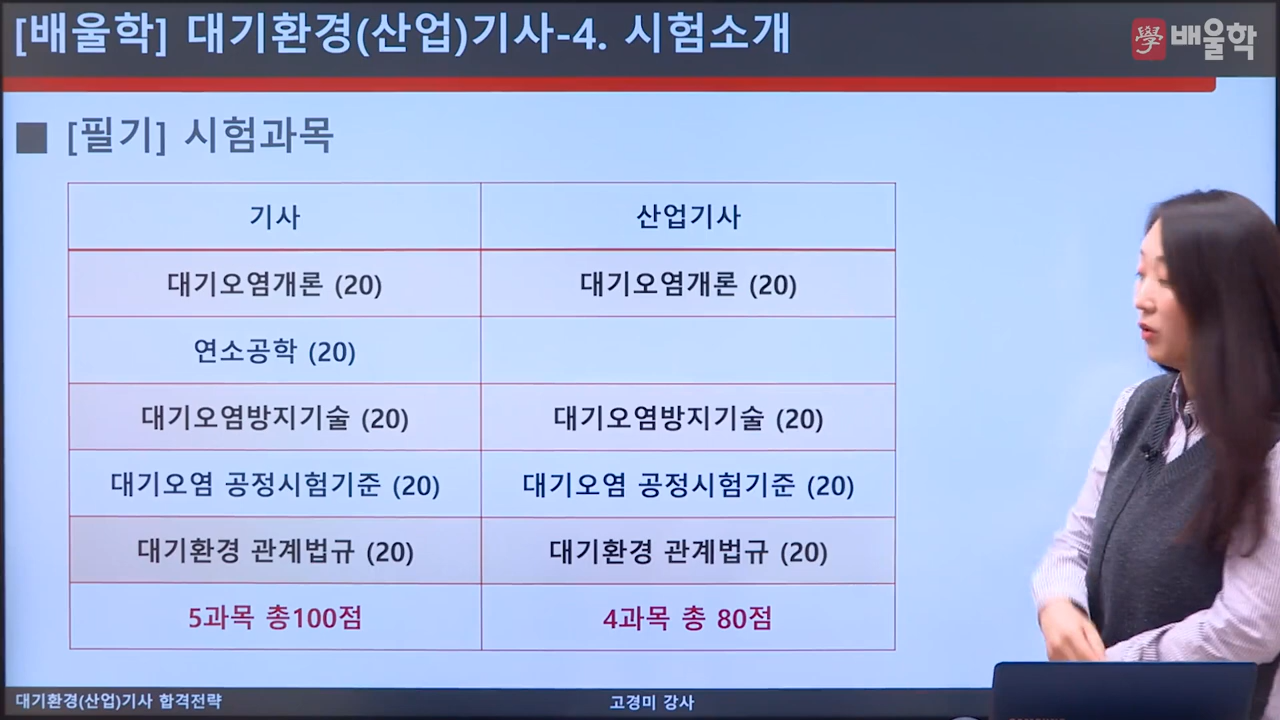 [배울학] 대기환경(산업)기사-4. 시험소개
學 배울학
■ [필기] 시험과목
기사 산업기사
대기오염개론 (20) 대기오염개론 (20)
연소공학 (20)
대기오염방지기술 (20) 대기오염방지기술 (20)
대기오염 공정시험기준 (20) 대기오염 공정시험기준 (20)
대기환경 관계법규 (20) 대기환경 관계법규 (20)
5과목 총100점 4과목 총 80점
대기환경(산업)기사 합격전략
고경미 강사